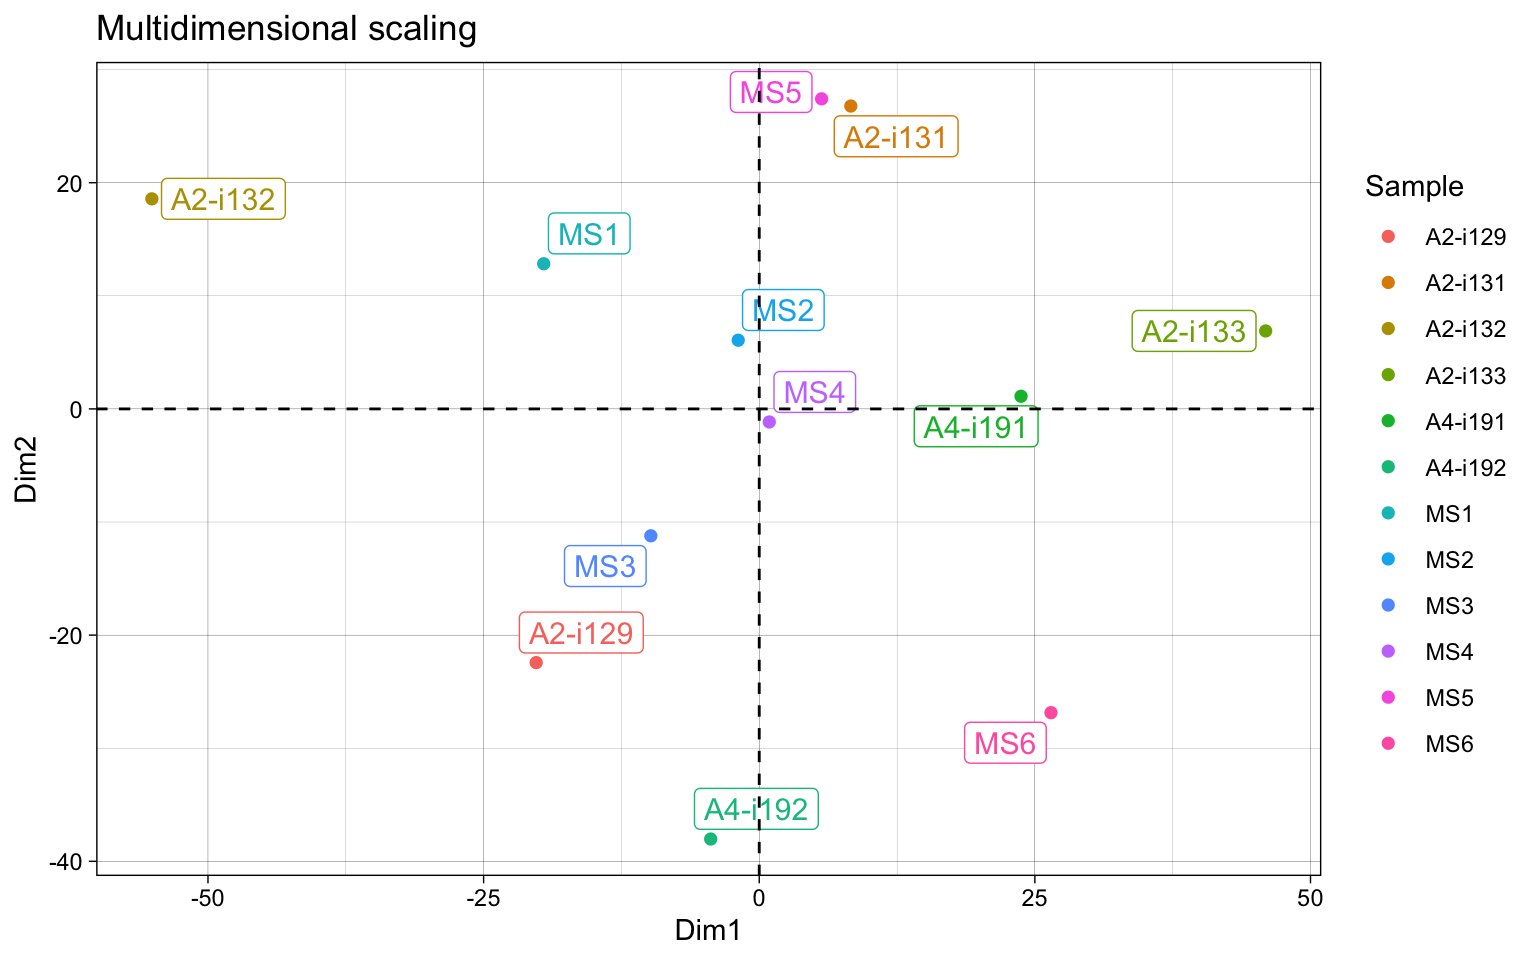 Multidimensional scaling
MS5
A2-i131
20
A2-i132
MS1
MS2
A2-i133
MS4
0
A4-i191
Dim2
MS3
A2-i129
-20
MS6
A4-i192
-40
-50
-25
0
25
50
Dim1
Sample
A2-i129
A2-i131
A2-i132
A2-i133
A4-i191
A4-i192
MS1
MS2
MS3
MS4
MS5
MS6